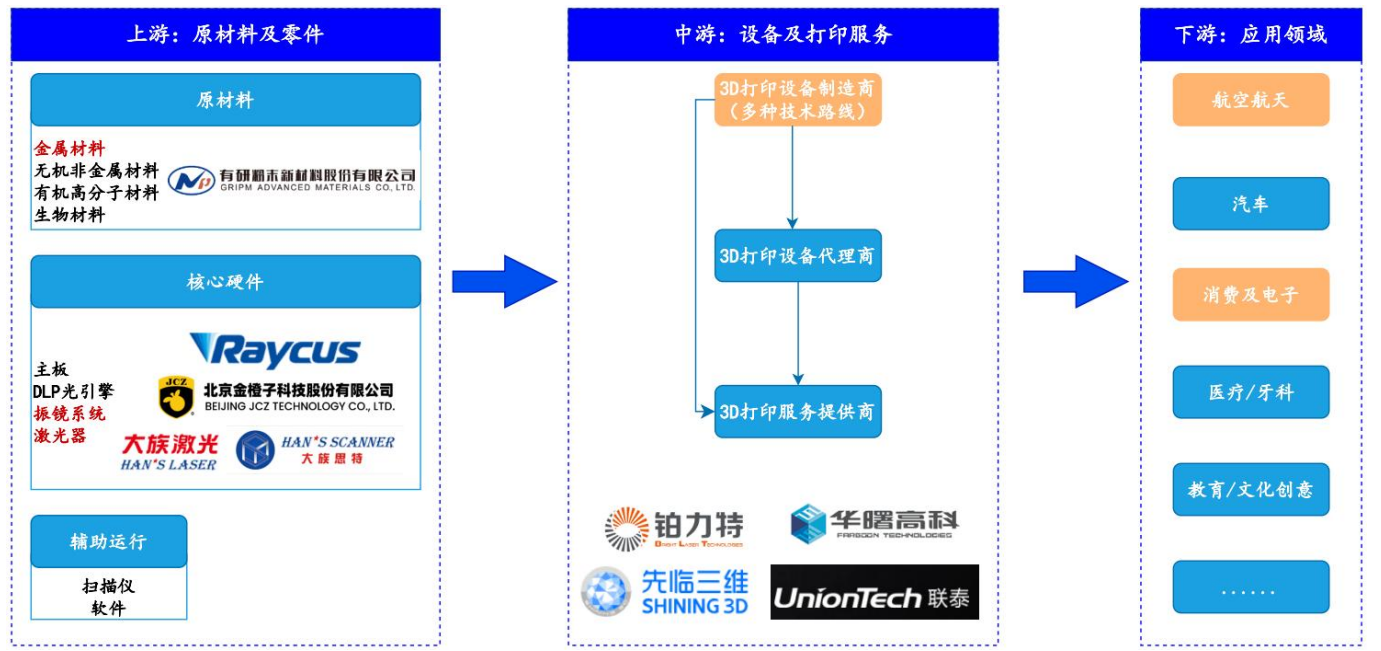 上游：原材料及零件
原材料
金属材料
无机非金属材料
有机高分子材料
生物材料
有研粉末新材料股份有限公司
GRIPM ADVANCED MATERIALS CO., LTD.
核心硬件
主板
DLP光引擎
振镜系统
激光器
Raycus
JCZ
北京金橙子科技股份有限公司
BEIJING JCZ TECHNOLOGY CO., LTD.
大族激光
HAN*S LASER
HAN*S SCANNER
大族思特
辅助运行
扫描仪
软件
中游：设备及打印服务
3D打印设备制造商
（多种技术路线）
3D打印设备代理商
3D打印服务提供商
铂力特
Bright Laser Technologies
华曙高科
FARSOON TECHNOLOGIES
先临三维
SHINING 3D
UnionTech 联泰
下游：应用领域
航空航天
汽车
消费及电子
医疗/牙科
教育/文化创意
......